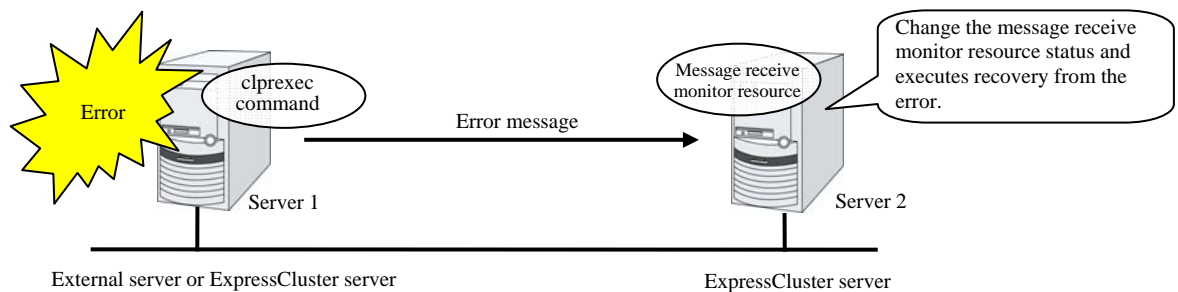 Change the message receive
monitor resource status and
executes recovery from the
error.
Error
clprexec
command
Message receive
monitor resource
Error message
Server 1
Server 2
External server or ExpressCluster server
ExpressCluster server